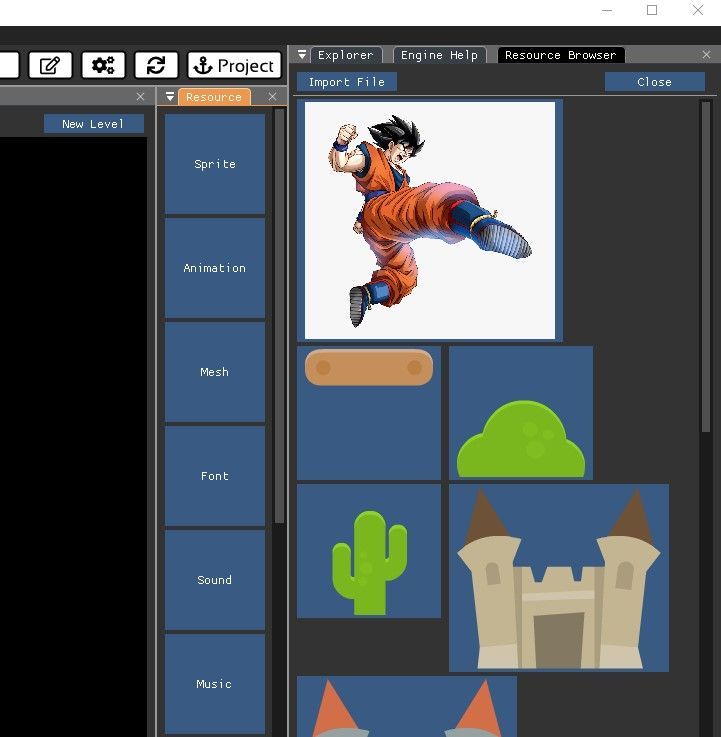 Project
Explorer
Engine Help
Resource Browser
Import File
Close
Resource
New Level
Sprite
Animation
Mesh
Font
Sound
Music